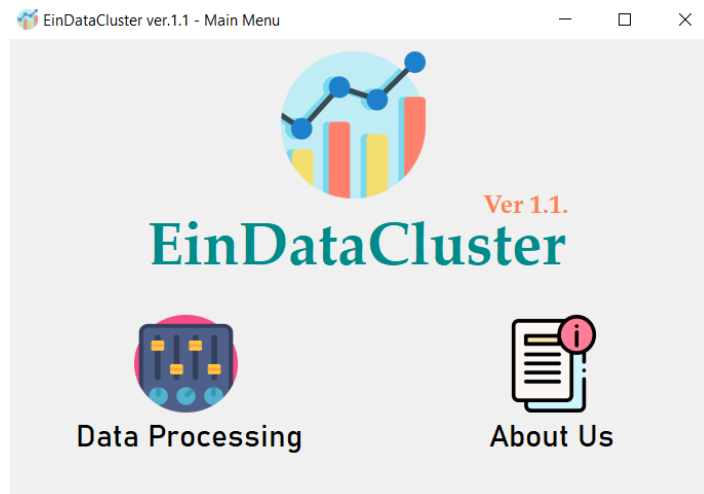 EinDataCluster ver.1.1 - Main Menu
Ver 1.1.
EinDataCluster
Data Processing
About Us